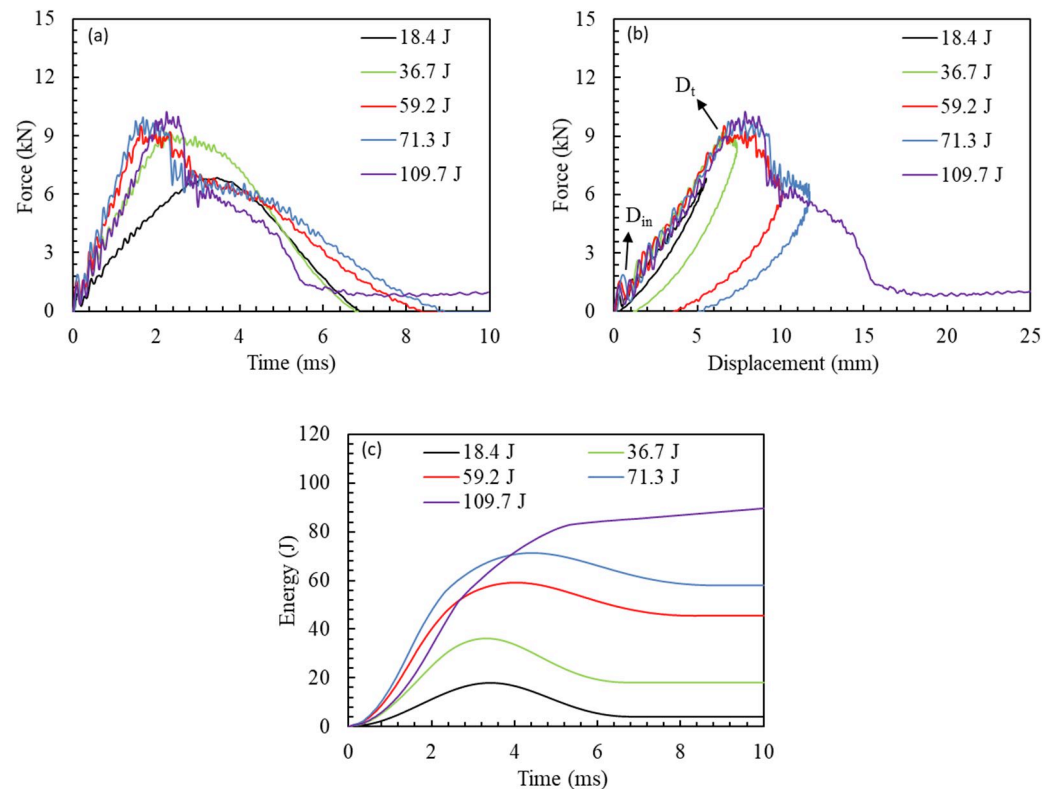 (a)
18.4 J
36.7 J
59.2 J
71.3 J
109.7 J
Force (kN)
15
12
9
6
3
0
0 2 4 6 8 10
Time (ms)
(b)
18.4 J
36.7 J
59.2 J
71.3 J
109.7 J
Dt
Din
Force (kN)
15
12
9
6
3
0
0 5 10 15 20 25
Displacement (mm)
(c)
18.4 J 36.7 J
59.2 J 71.3 J
109.7 J
Energy (J)
120
100
80
60
40
20
0
0 2 4 6 8 10
Time (ms)